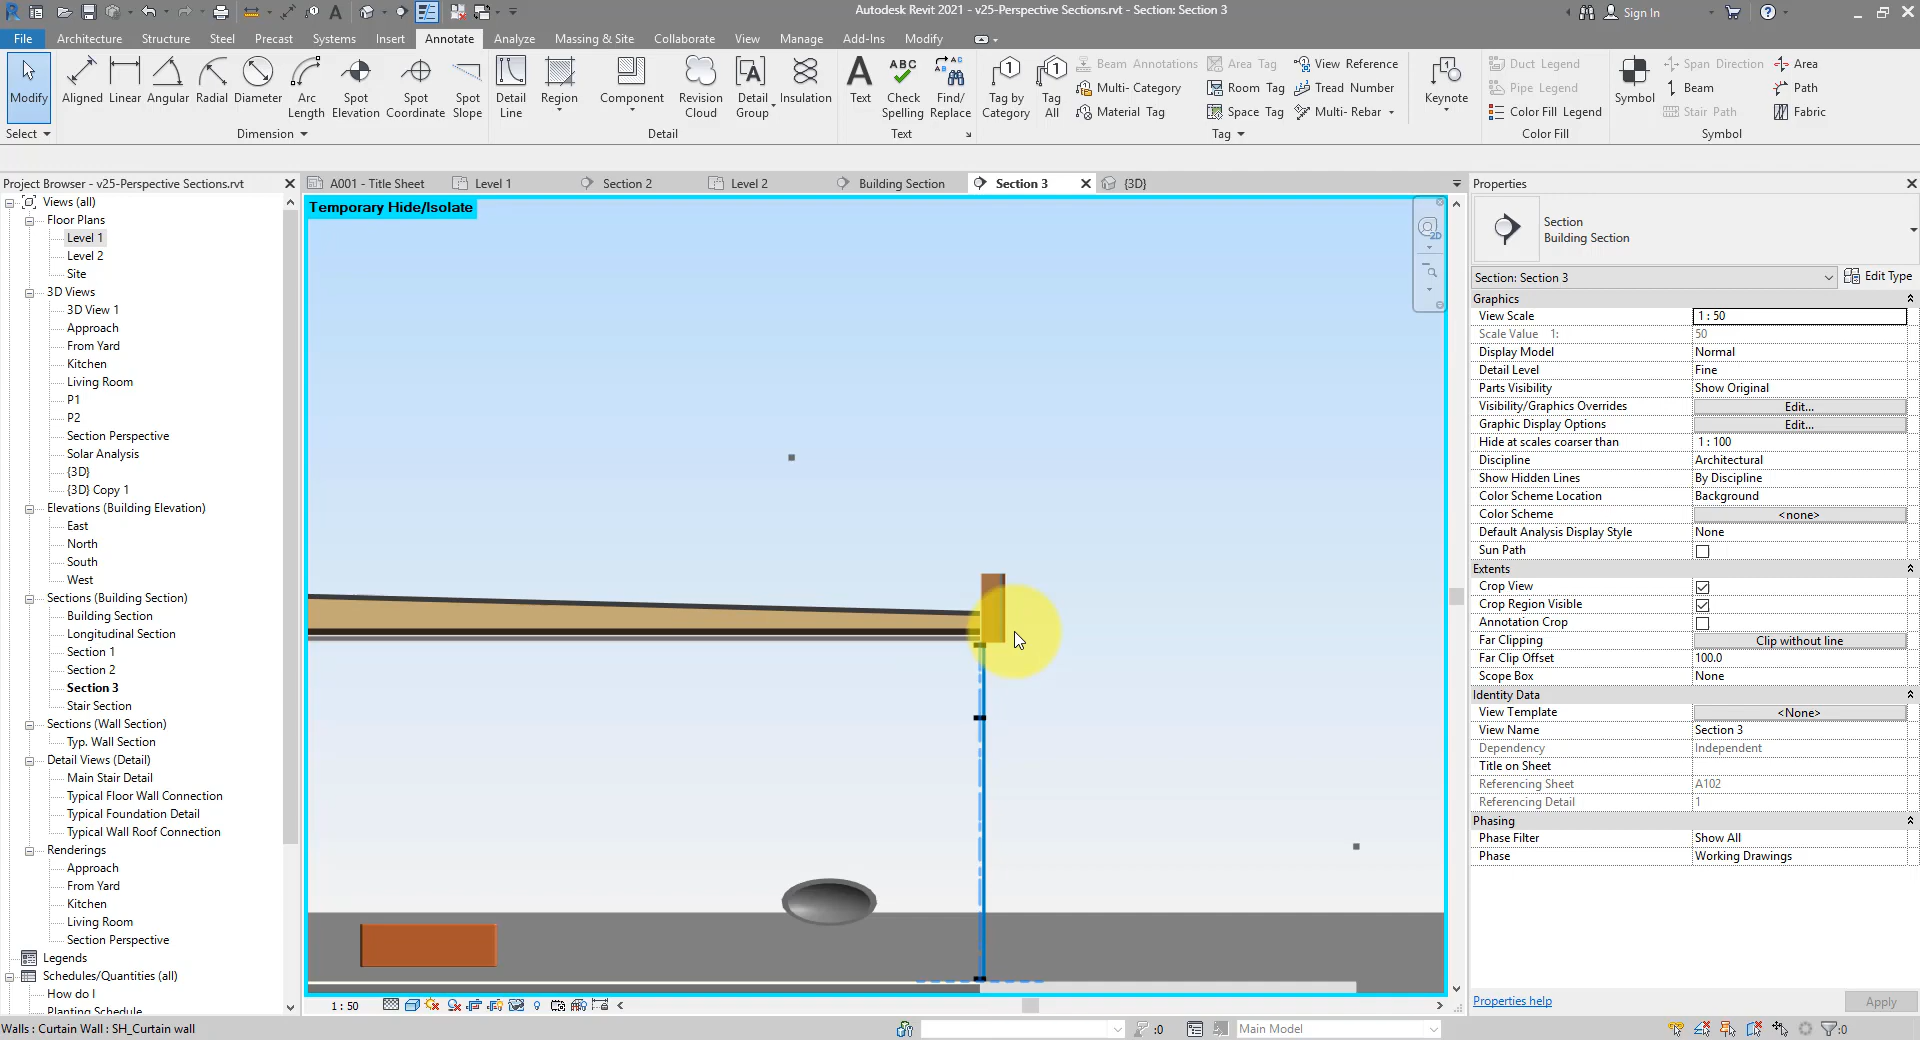 Autodesk Revit 2021 - v25-Perspective Sections.rvt - Section: Section 3
Sign In
File Architecture Structure Steel Precast Systems Insert Annotate Analyze Massing & Site Collaborate View Manage Add-Ins Modify
Modify
Select
Aligned Linear Angular Radial Diameter Arc Length Spot Elevation Spot Coordinate Spot Slope
Dimension
Detail Line Region Component Revision Cloud Detail Group Insulation
Detail
Text Check Spelling Find/ Replace
Text
Tag by Category Tag All
Beam Annotations
Multi- Category
Material Tag
Area Tag
Room Tag
Space Tag
View Reference
Tread Number
Multi- Rebar
Tag
Keynote
Duct Legend
Pipe Legend
Color Fill Legend
Color Fill
Symbol
Span Direction
Beam
Stair Path
Area
Path
Fabric
Symbol
Project Browser - v25-Perspective Sections.rvt
A001 - Title Sheet
Level 1
Section 2
Level 2
Building Section
Section 3
{3D}
Properties
Views (all)
Floor Plans
Level 1
Level 2
Site
3D Views
3D View 1
Approach
From Yard
Kitchen
Living Room
P1
P2
Section Perspective
Solar Analysis
{3D}
{3D} Copy 1
Elevations (Building Elevation)
East
North
South
West
Sections (Building Section)
Building Section
Longitudinal Section
Section 1
Section 2
Section 3
Stair Section
Sections (Wall Section)
Typ. Wall Section
Detail Views (Detail)
Main Stair Detail
Typical Floor Wall Connection
Typical Foundation Detail
Typical Wall Roof Connection
Renderings
Approach
From Yard
Kitchen
Living Room
Section Perspective
Legends
Schedules/Quantities (all)
How do I
Planting Schedule
Temporary Hide/Isolate
2D
Section
Building Section
Section: Section 3
Edit Type
Graphics
View Scale 1 : 50
Scale Value 1: 50
Display Model Normal
Detail Level Fine
Parts Visibility Show Original
Visibility/Graphics Overrides Edit...
Graphic Display Options Edit...
Hide at scales coarser than 1 : 100
Discipline Architectural
Show Hidden Lines By Discipline
Color Scheme Location Background
Color Scheme <none>
Default Analysis Display Style None
Sun Path
Extents
Crop View
Crop Region Visible
Annotation Crop
Far Clipping Clip without line
Far Clip Offset 100.0
Scope Box None
Identity Data
View Template <None>
View Name Section 3
Dependency Independent
Title on Sheet
Referencing Sheet A102
Referencing Detail 1
Phasing
Phase Filter Show All
Phase Working Drawings
Properties help
Apply
1 : 50
Walls : Curtain Wall : SH_Curtain wall
:0
Main Model
:0